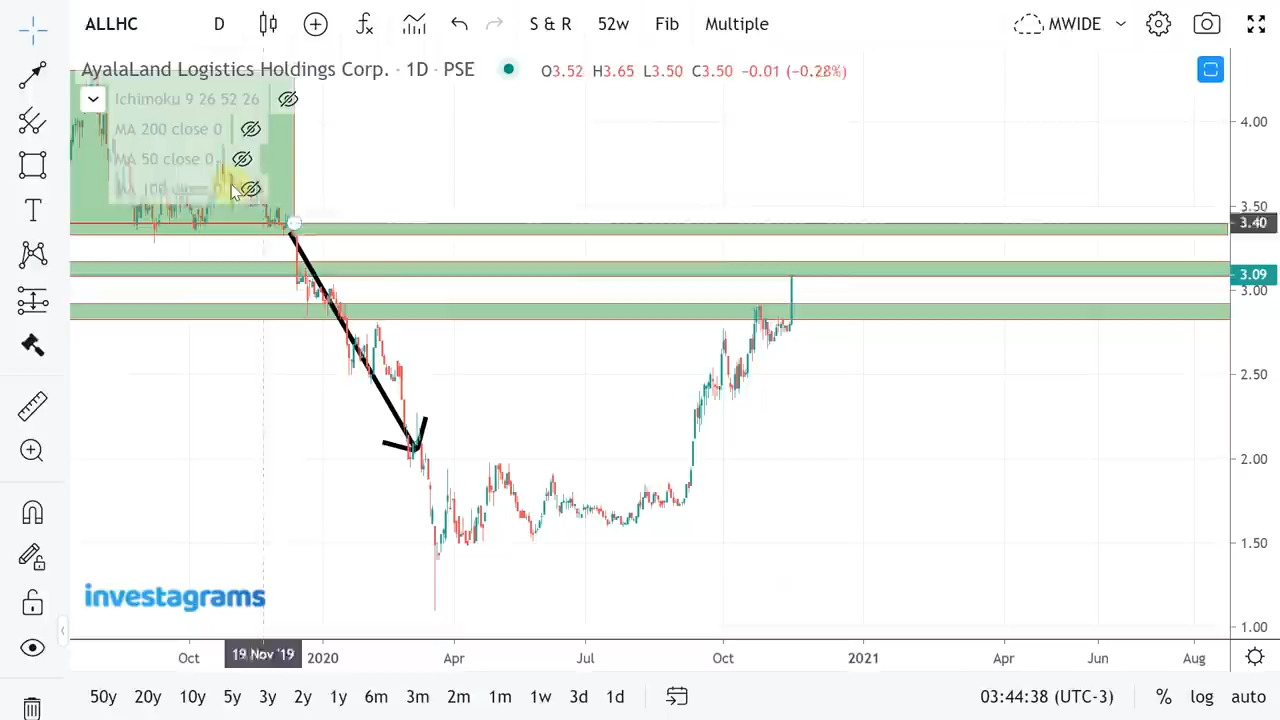 ALLHC D S & R 52w Fib Multiple MWIDE
AyalaLand Logistics Holdings Corp. · 1D · PSE O3.52 H3.65 L3.50 C3.50 −0.01 (−0.28%)
Ichimoku 9 26 52 26
MA 200 close 0
MA 50 close 0
MA 100 close 0
4.00
3.50
3.40
3.09
3.00
2.50
2.00
1.50
1.00
investagrams
Oct 19 Nov '19 2020 Apr Jul Oct 2021 Apr Jun Aug
50y 20y 10y 5y 3y 2y 1y 6m 3m 2m 1m 1w 3d 1d 03:44:38 (UTC-3) % log auto